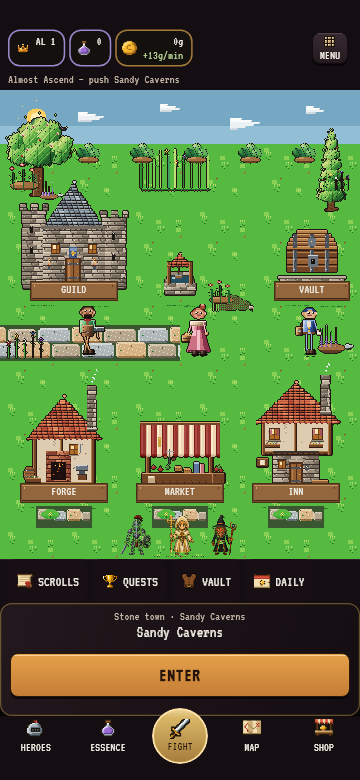 AL 1
0
0g
+13g/min
MENU
Almost Ascend – push Sandy Caverns
GUILD
VAULT
FORGE
MARKET
INN
SCROLLS
QUESTS
VAULT
DAILY
Stone town · Sandy Caverns
Sandy Caverns
ENTER
HEROES
ESSENCE
FIGHT
MAP
SHOP